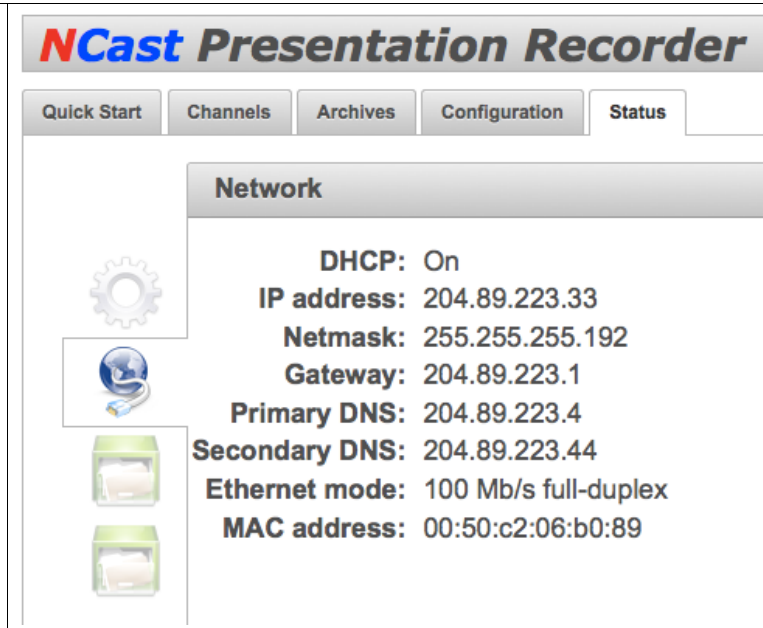 NCast Presentation Recorder
Quick Start Channels Archives Configuration Status
Network
DHCP: On
IP address: 204.89.223.33
Netmask: 255.255.255.192
Gateway: 204.89.223.1
Primary DNS: 204.89.223.4
Secondary DNS: 204.89.223.44
Ethernet mode: 100 Mb/s full-duplex
MAC address: 00:50:c2:06:b0:89